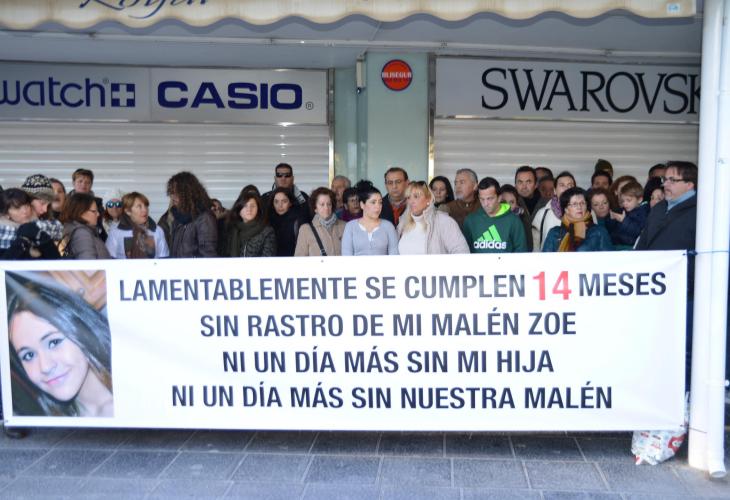 watch
CASIO®
BLISEGUR
SWAROVSK
LAMENTABLEMENTE SE CUMPLEN 14 MESES
SIN RASTRO DE MI MALÉN ZOE
NI UN DÍA MÁS SIN MI HIJA
NI UN DÍA MÁS SIN NUESTRA MALÉN
adidas